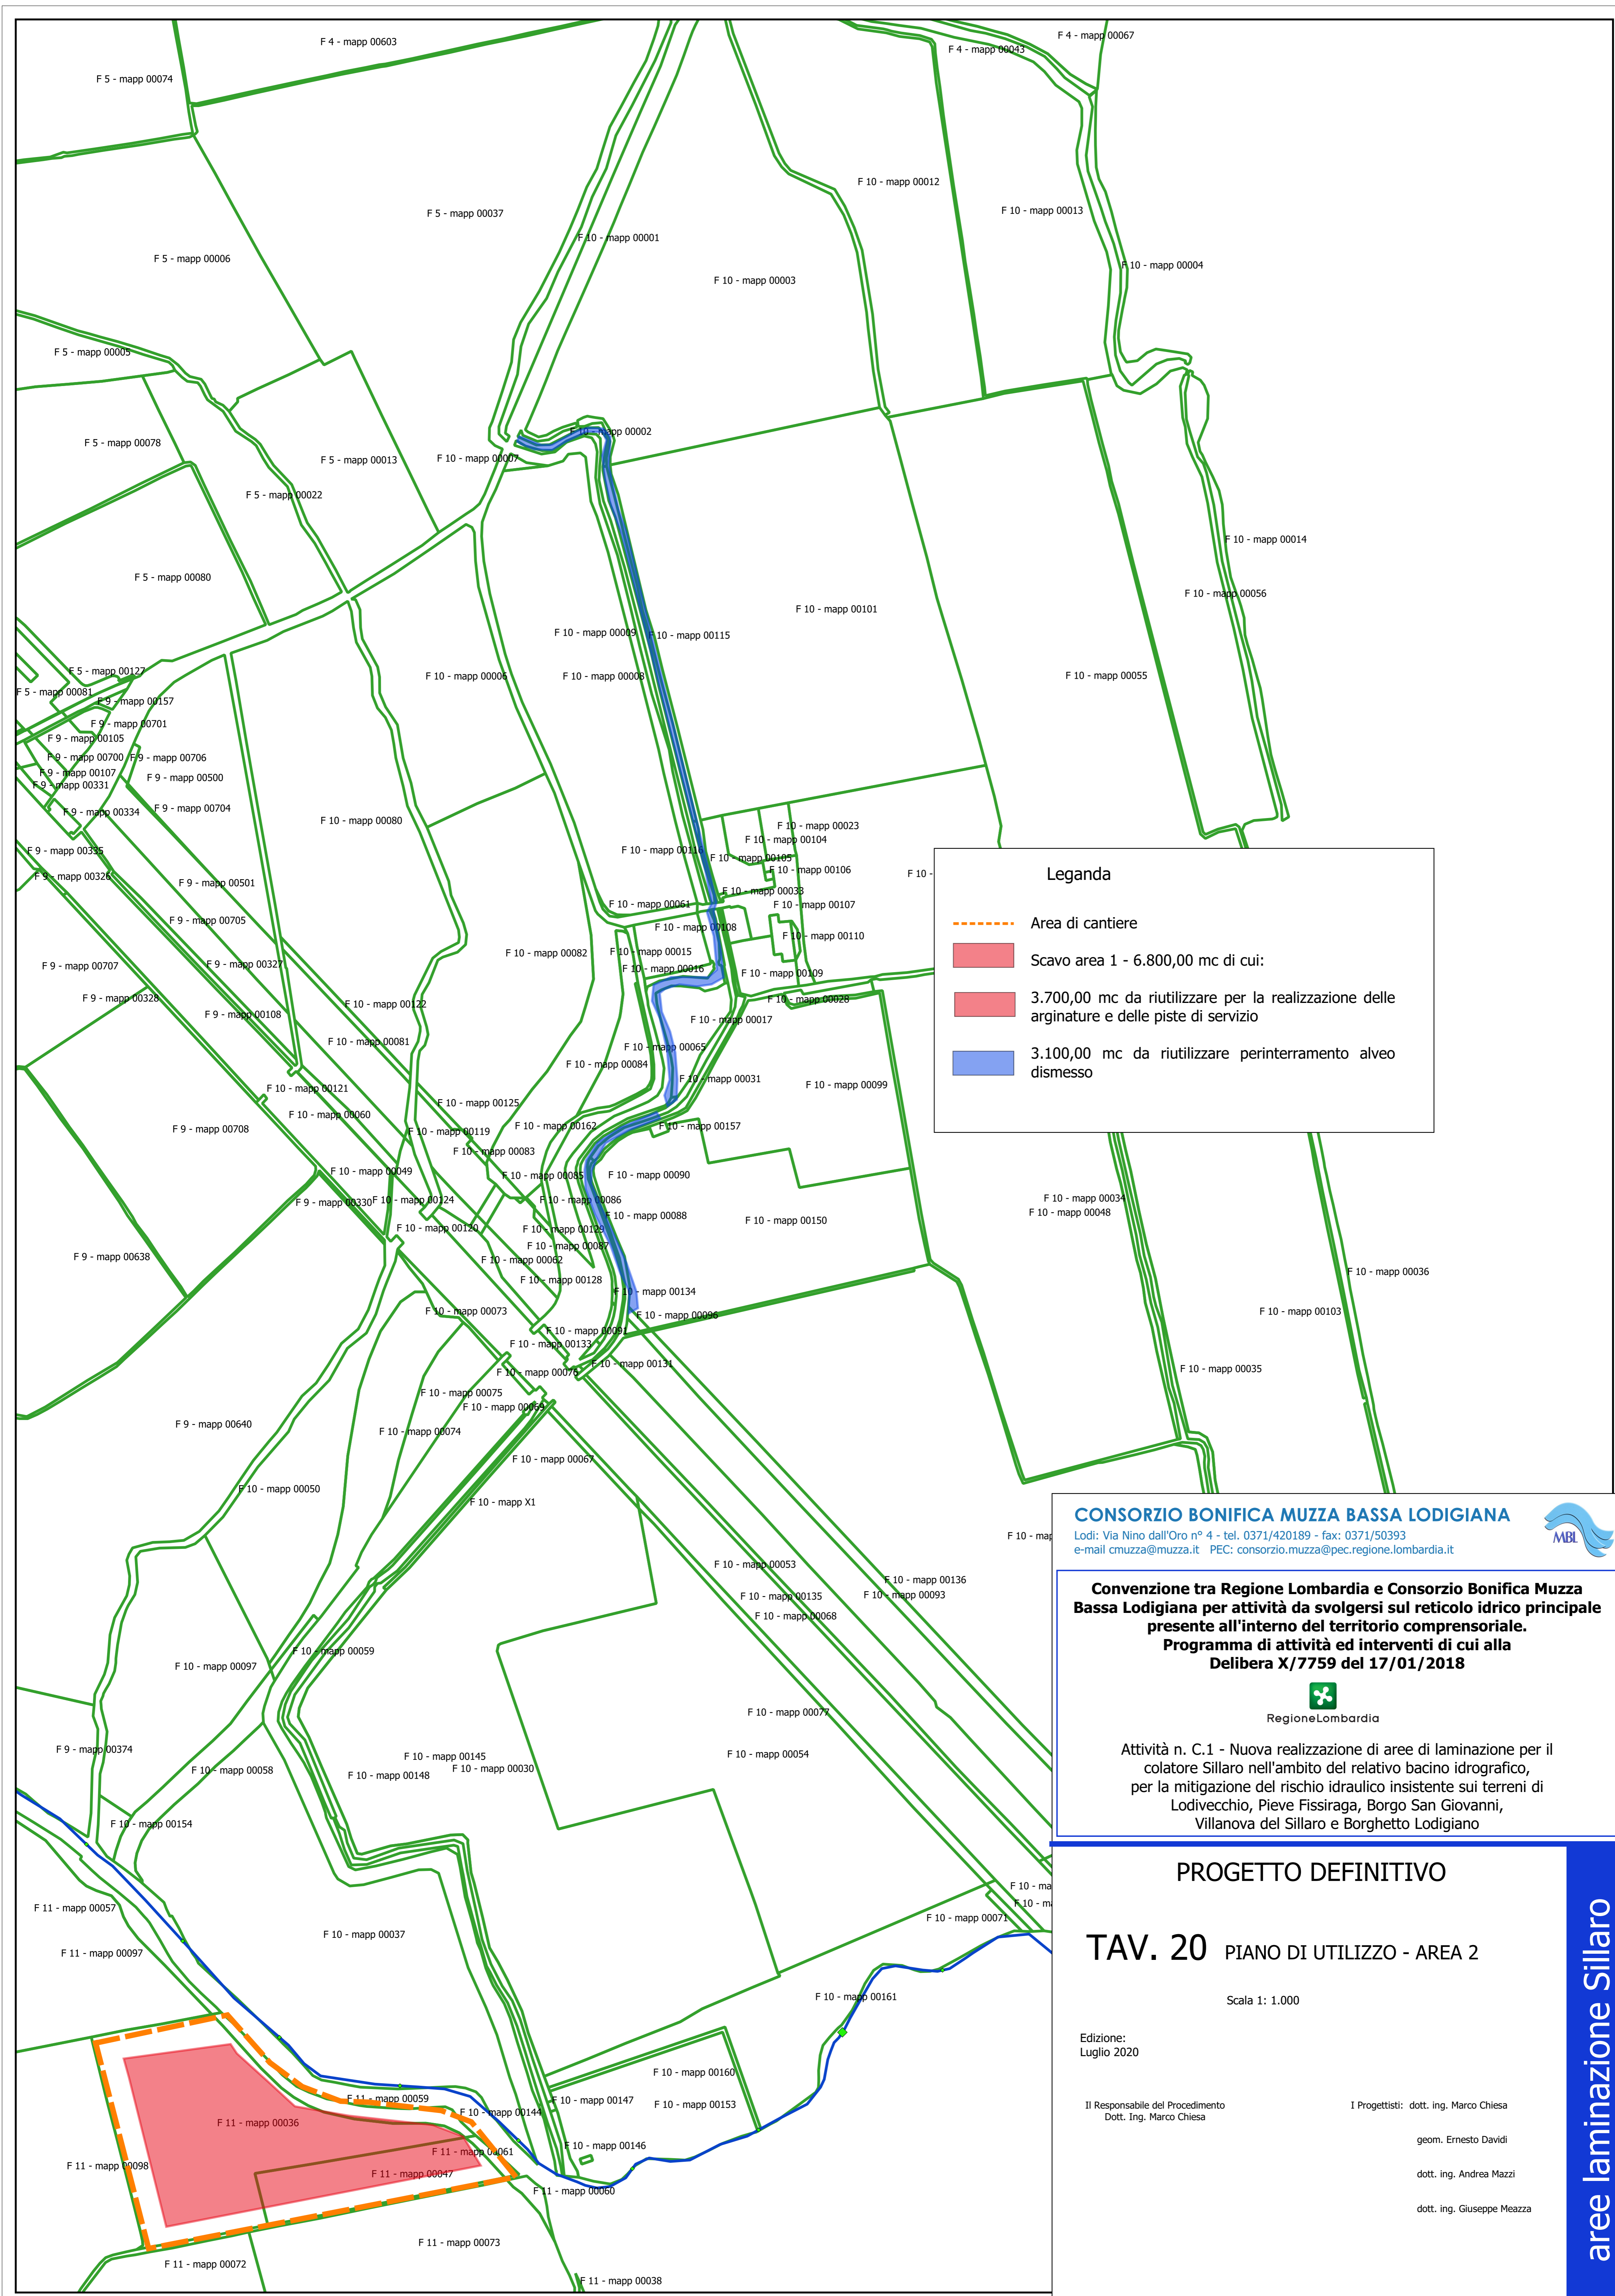 F 4 - mapp 00603
F 4 - mapp 00067
F 4 - mapp 00043
F 5 - mapp 00074
F 10 - mapp 00012
F 10 - mapp 00013
F 5 - mapp 00037
F 10 - mapp 00001
F 5 - mapp 00006
F 10 - mapp 00004
F 10 - mapp 00003
F 5 - mapp 00005
F 10 - mapp 00002
F 5 - mapp 00078
F 5 - mapp 00013
F 10 - mapp 00007
F 5 - mapp 00022
F 10 - mapp 00014
F 5 - mapp 00080
F 10 - mapp 00056
F 10 - mapp 00101
F 10 - mapp 00009
F 10 - mapp 00115
F 5 - mapp 00127
F 10 - mapp 00006
F 10 - mapp 00008
F 10 - mapp 00055
F 5 - mapp 00081
F 9 - mapp 00157
F 9 - mapp 00701
F 9 - mapp 00105
F 9 - mapp 00700
F 9 - mapp 00706
F 9 - mapp 00107
F 9 - mapp 00500
F 9 - mapp 00331
F 9 - mapp 00334
F 9 - mapp 00704
F 10 - mapp 00080
F 10 - mapp 00023
F 10 - mapp 00104
F 9 - mapp 00335
F 10 - mapp 00116
F 10 - mapp 00105
F 10 - mapp 00106
F 9 - mapp 00326
F 9 - mapp 00501
F 10 - mapp 00033
F 10 - mapp 00061
F 10 - mapp 00107
F 9 - mapp 00705
F 10 - mapp 00108
F 10 - mapp 00110
F 10 - mapp 00082
F 10 - mapp 00015
F 9 - mapp 00707
F 9 - mapp 00327
F 10 - mapp 00016
F 10 - mapp 00109
F 9 - mapp 00328
F 10 - mapp 00122
F 10 - mapp 00028
F 9 - mapp 00108
F 10 - mapp 00017
F 10 - mapp 00081
F 10 - mapp 00065
F 10 - mapp 00084
F 10 - mapp 00031
F 10 - mapp 00099
F 10 - mapp 00121
F 10 - mapp 00125
F 10 - mapp 00060
F 9 - mapp 00708
F 10 - mapp 00119
F 10 - mapp 00162
F 10 - mapp 00157
F 10 - mapp 00083
F 10 - mapp 00049
F 10 - mapp 00085
F 10 - mapp 00090
F 9 - mapp 00330
F 10 - mapp 00124
F 10 - mapp 00086
F 10 - mapp 00034
F 10 - mapp 00048
F 10 - mapp 00088
F 10 - mapp 00150
F 10 - mapp 00120
F 10 - mapp 00129
F 10 - mapp 00087
F 9 - mapp 00638
F 10 - mapp 00062
F 10 - mapp 00128
F 10 - mapp 00036
F 10 - mapp 00134
F 10 - mapp 00073
F 10 - mapp 00096
F 10 - mapp 00103
F 10 - mapp 00091
F 10 - mapp 00133
F 10 - mapp 00131
F 10 - mapp 00076
F 10 - mapp 00035
F 10 - mapp 00075
F 10 - mapp 00069
F 9 - mapp 00640
F 10 - mapp 00074
F 10 - mapp 00067
F 10 - mapp 00050
F 10 - mapp X1
F 10 - map
F 10 - mapp 00053
F 10 - mapp 00136
F 10 - mapp 00135
F 10 - mapp 00093
F 10 - mapp 00068
F 10 - mapp 00059
F 10 - mapp 00097
F 10 - mapp 00077
F 9 - mapp 00374
F 10 - mapp 00145
F 10 - mapp 00054
F 10 - mapp 00058
F 10 - mapp 00148
F 10 - mapp 00030
F 10 - mapp 00154
F 10 - ma
F 10 - ma
F 11 - mapp 00057
F 10 - mapp 00071
F 10 - mapp 00037
F 11 - mapp 00097
F 10 - mapp 00161
F 10 - mapp 00160
F 11 - mapp 00059
F 10 - mapp 00147
F 10 - mapp 00153
F 10 - mapp 00144
F 11 - mapp 00036
F 10 - mapp 00146
F 11 - mapp 00061
F 11 - mapp 00098
F 11 - mapp 00047
F 11 - mapp 00060
F 11 - mapp 00073
F 11 - mapp 00072
F 11 - mapp 00038
F 10 -
Leganda
Area di cantiere
Scavo area 1 - 6.800,00 mc di cui:
3.700,00 mc da riutilizzare per la realizzazione delle
arginature e delle piste di servizio
3.100,00 mc da riutilizzare perinterramento alveo
dismesso
CONSORZIO BONIFICA MUZZA BASSA LODIGIANA
Lodi: Via Nino dall'Oro n° 4 - tel. 0371/420189 - fax: 0371/50393
e-mail cmuzza@muzza.it PEC: consorzio.muzza@pec.regione.lombardia.it
MBL
Convenzione tra Regione Lombardia e Consorzio Bonifica Muzza
Bassa Lodigiana per attività da svolgersi sul reticolo idrico principale
presente all'interno del territorio comprensoriale.
Programma di attività ed interventi di cui alla
Delibera X/7759 del 17/01/2018
RegioneLombardia
Attività n. C.1 - Nuova realizzazione di aree di laminazione per il
colatore Sillaro nell'ambito del relativo bacino idrografico,
per la mitigazione del rischio idraulico insistente sui terreni di
Lodivecchio, Pieve Fissiraga, Borgo San Giovanni,
Villanova del Sillaro e Borghetto Lodigiano
PROGETTO DEFINITIVO
TAV. 20 PIANO DI UTILIZZO - AREA 2
Scala 1: 1.000
Edizione:
Luglio 2020
Il Responsabile del Procedimento
Dott. Ing. Marco Chiesa
I Progettisti: dott. ing. Marco Chiesa
geom. Ernesto Davidi
dott. ing. Andrea Mazzi
dott. ing. Giuseppe Meazza
aree laminazione Sillaro